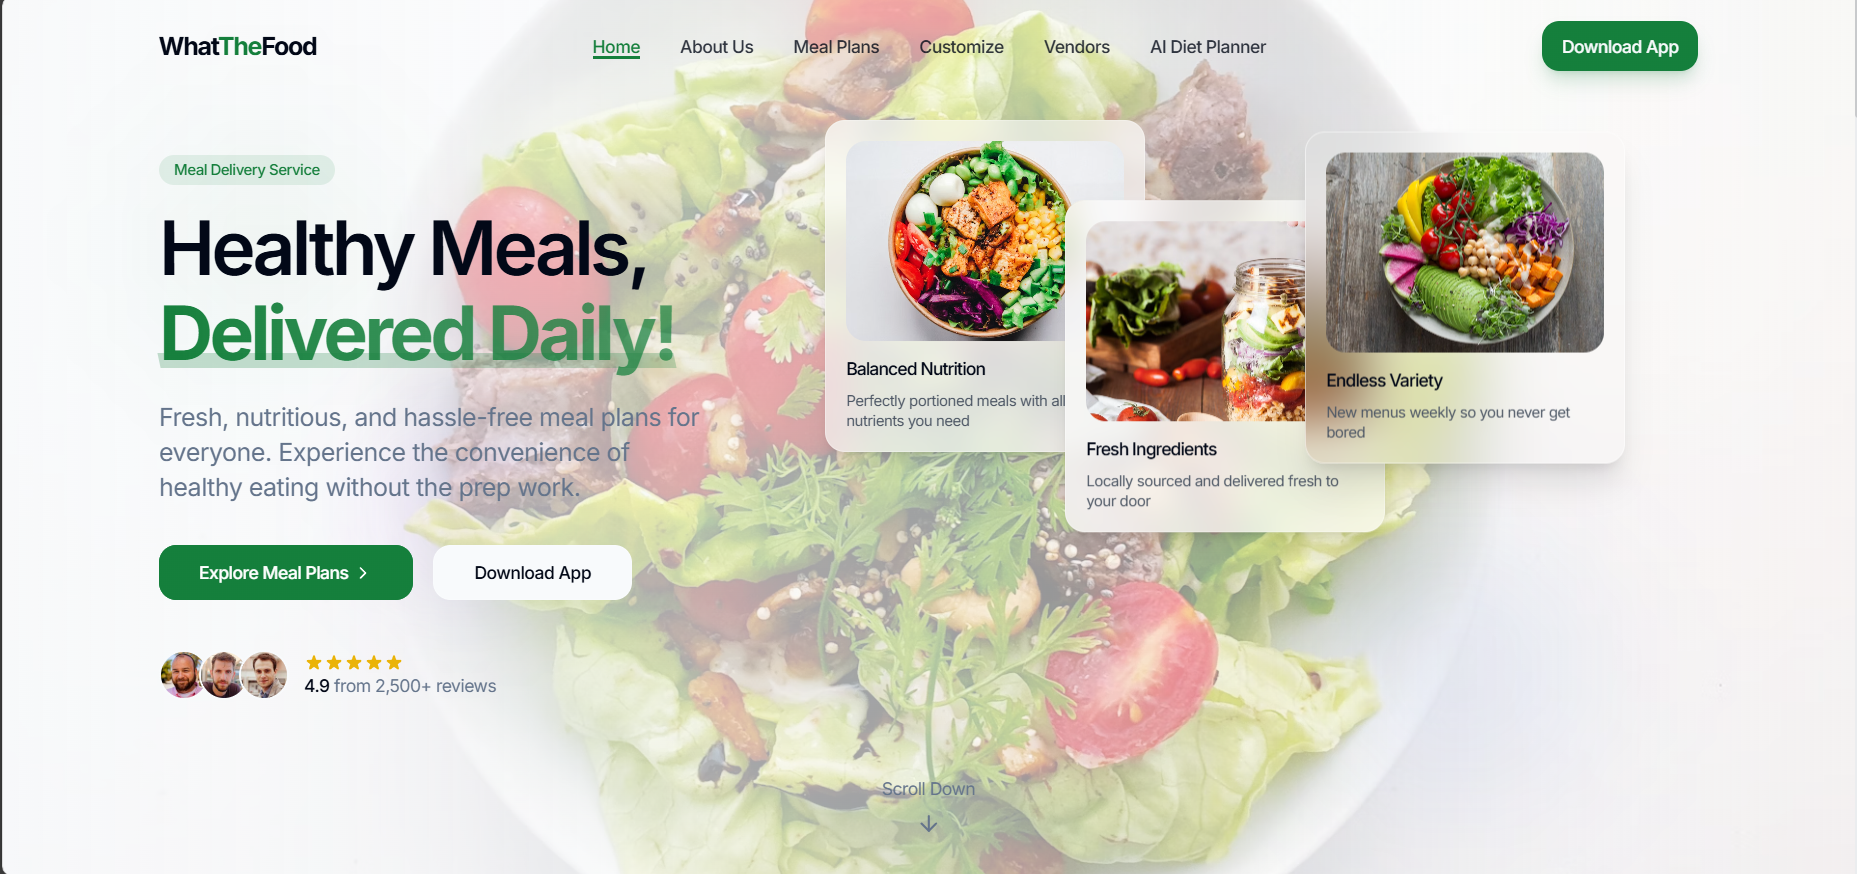 WhatTheFood
Home
About Us
Meal Plans
Customize
Vendors
AI Diet Planner
Download App
Meal Delivery Service
Healthy Meals,
Delivered Daily!
Fresh, nutritious, and hassle-free meal plans for
everyone. Experience the convenience of
healthy eating without the prep work.
Explore Meal Plans
Download App
4.9 from 2,500+ reviews
Balanced Nutrition
Perfectly portioned meals with all
nutrients you need
Fresh Ingredients
Locally sourced and delivered fresh to
your door
Endless Variety
New menus weekly so you never get
bored
Scroll Down